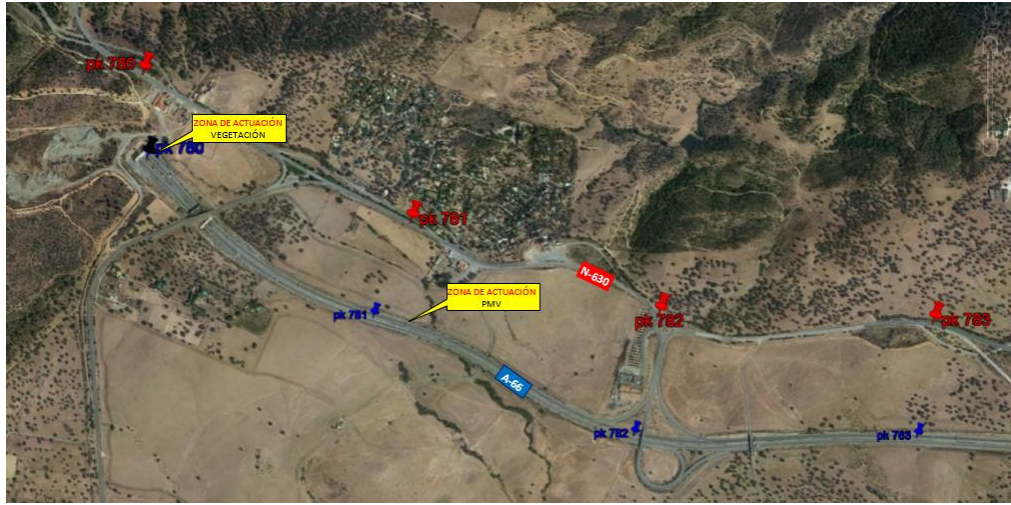 pk 780
ZONA DE ACTUACIÓN
VEGETACIÓN
pk 780
pk 781
N-630
ZONA DE ACTUACIÓN
PMV
pk 781
pk 782
pk 783
A-66
pk 782
pk 783